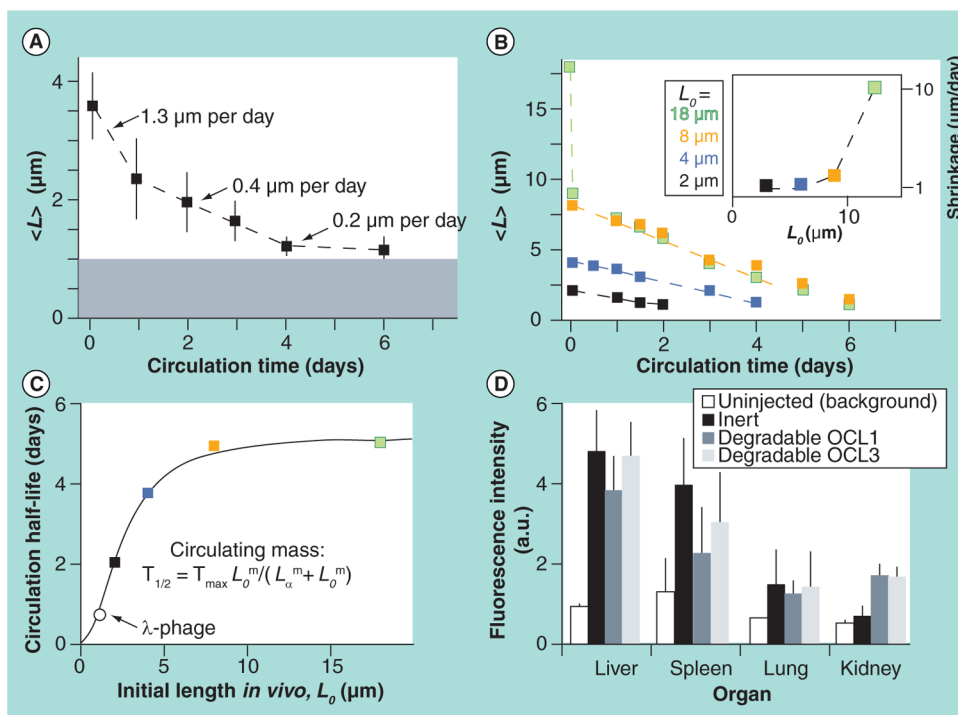 A
<L> (µm)
4
2
0
1.3 µm per day
0.4 µm per day
0.2 µm per day
0 2 4 6
Circulation time (days)
B
<L> (µm)
15
10
5
0
L₀ =
18 µm
8 µm
4 µm
2 µm
10
1
Shrinkage (µm/day)
0 10
L₀(µm)
0 1 2 3 4 5 6
Circulation time (days)
C
Circulation half-life (days)
6
4
2
0
Circulating mass:
T₁/₂ = Tₘₐₓ L₀ᵐ/( Lαᵐ+ L₀ᵐ)
λ-phage
0 5 10 15
Initial length in vivo, L₀ (µm)
D
Fluorescence intensity
(a.u.)
6
4
2
0
Uninjected (background)
Inert
Degradable OCL1
Degradable OCL3
Liver Spleen Lung Kidney
Organ